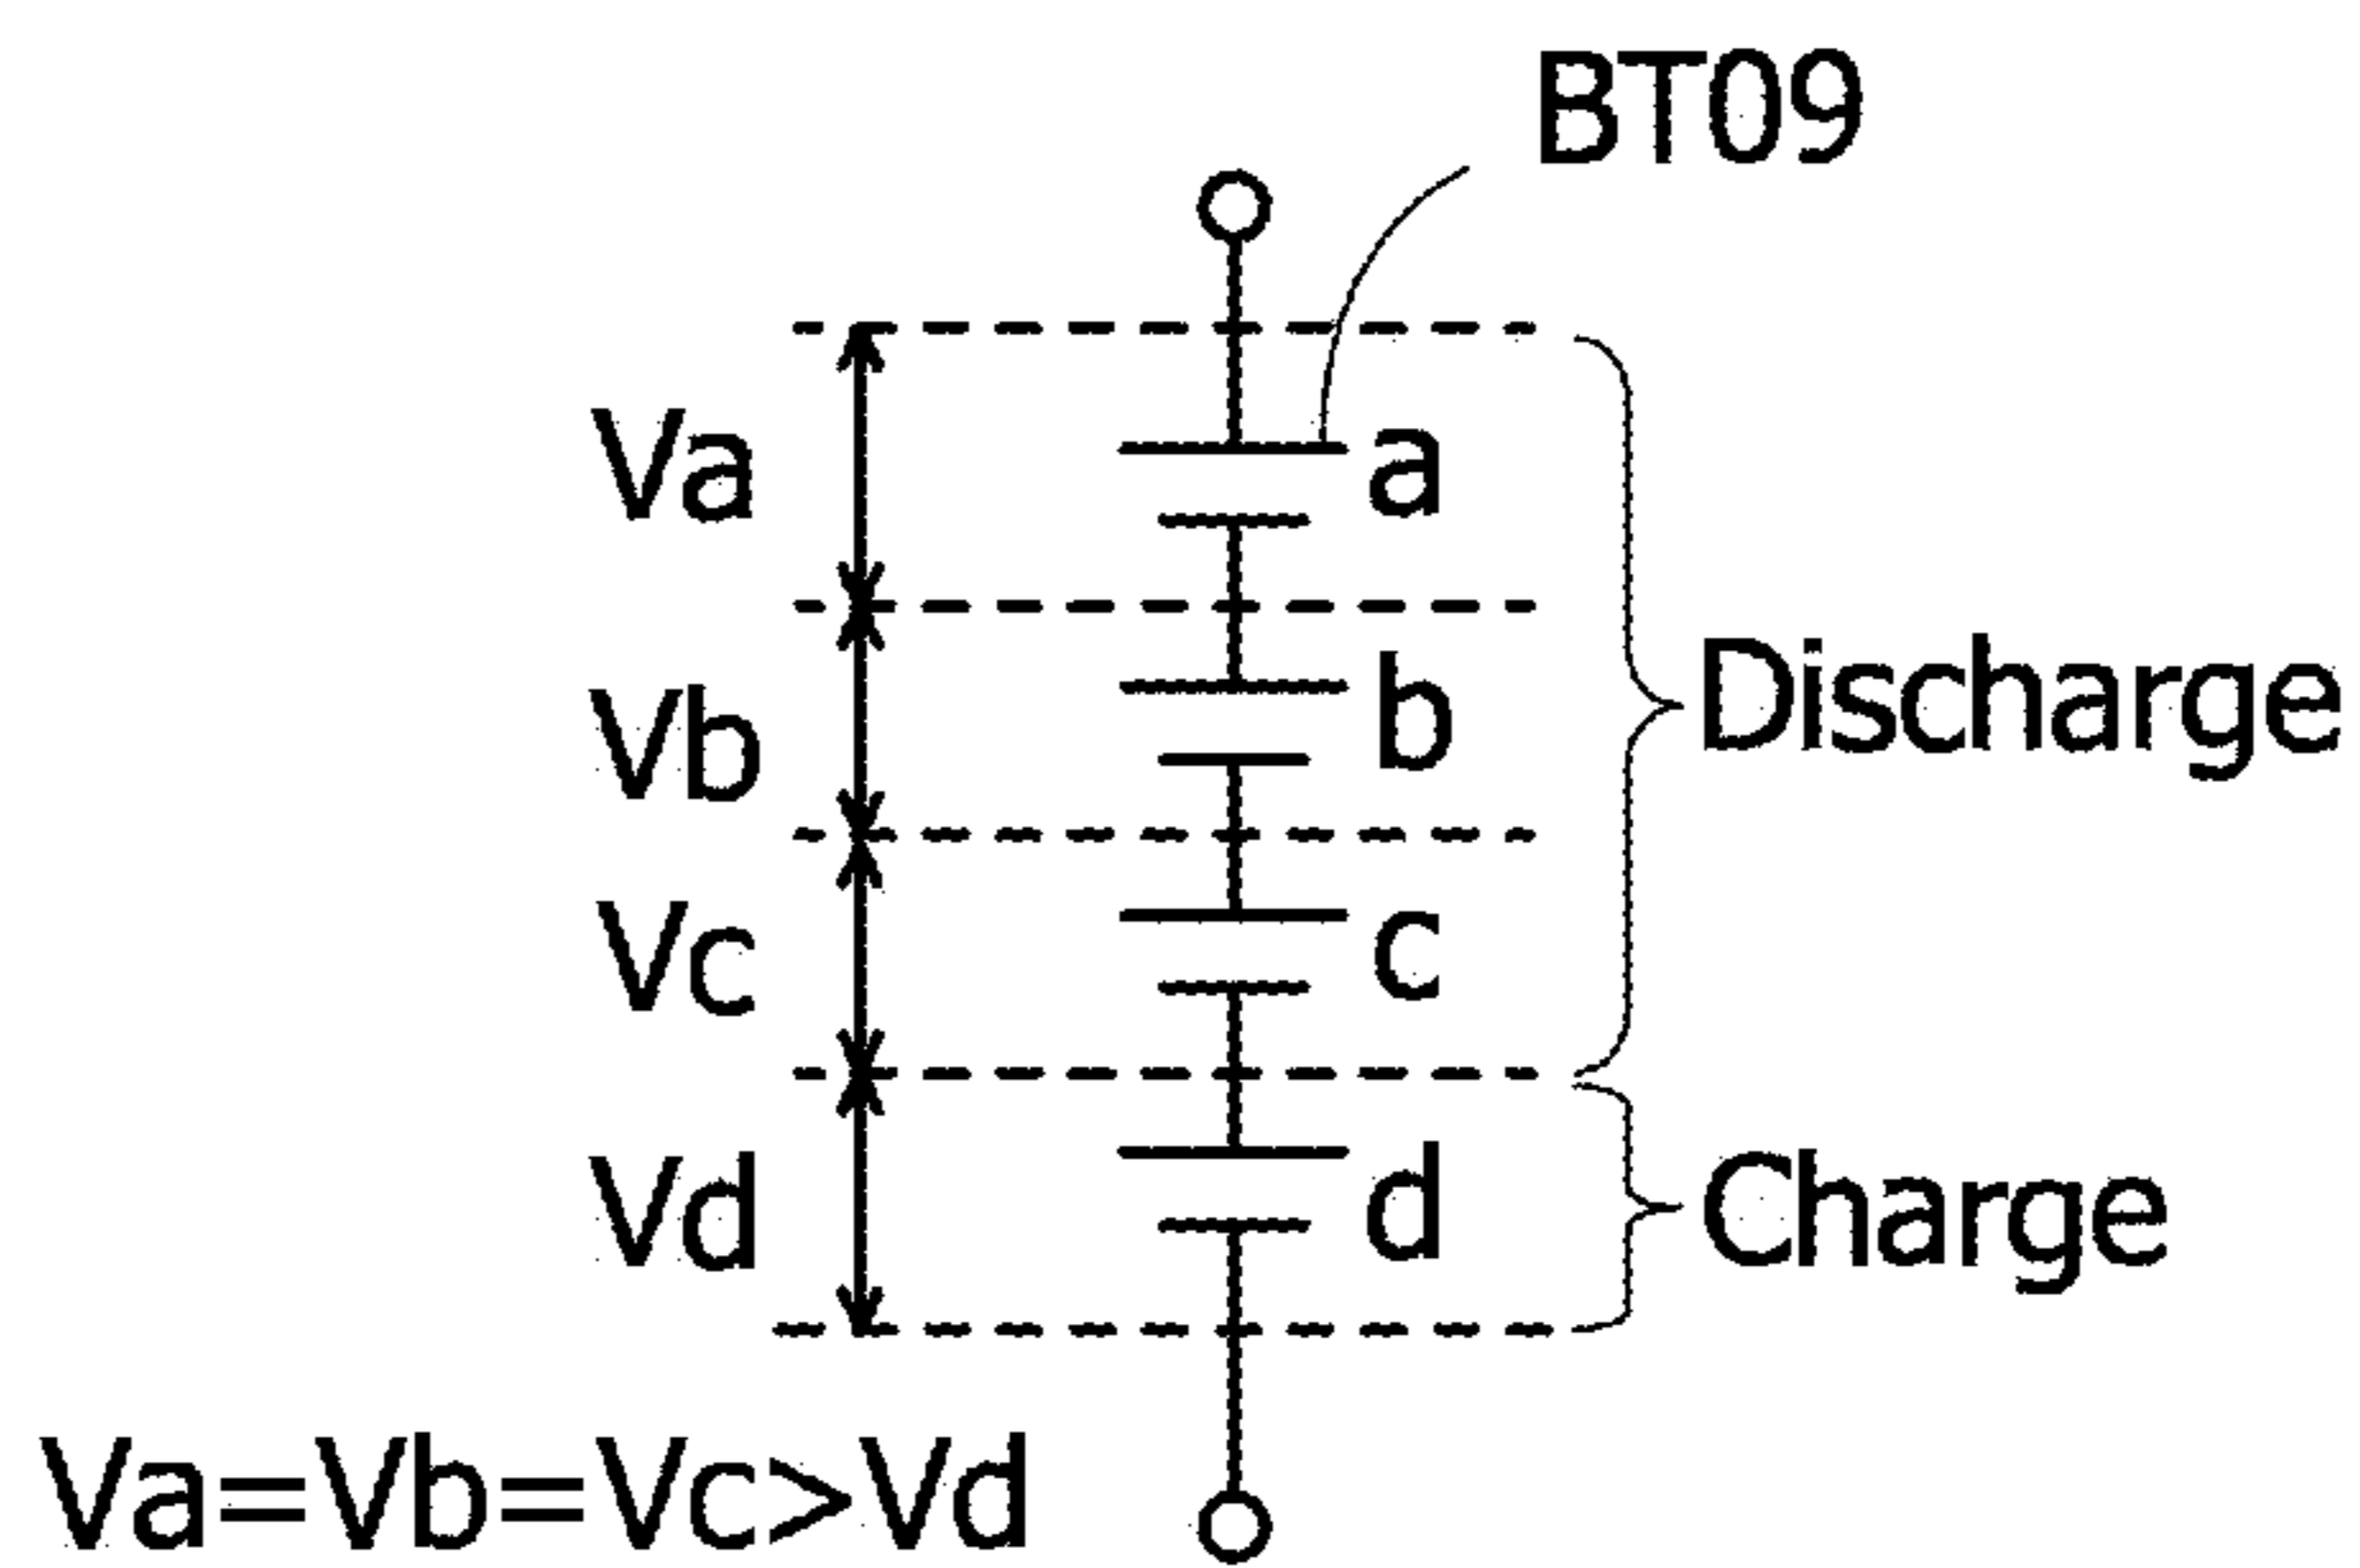 BT09
Va
a
Vb
b
Discharge
Vc
c
Vd
d
Charge
Va=Vb=Vc>Vd